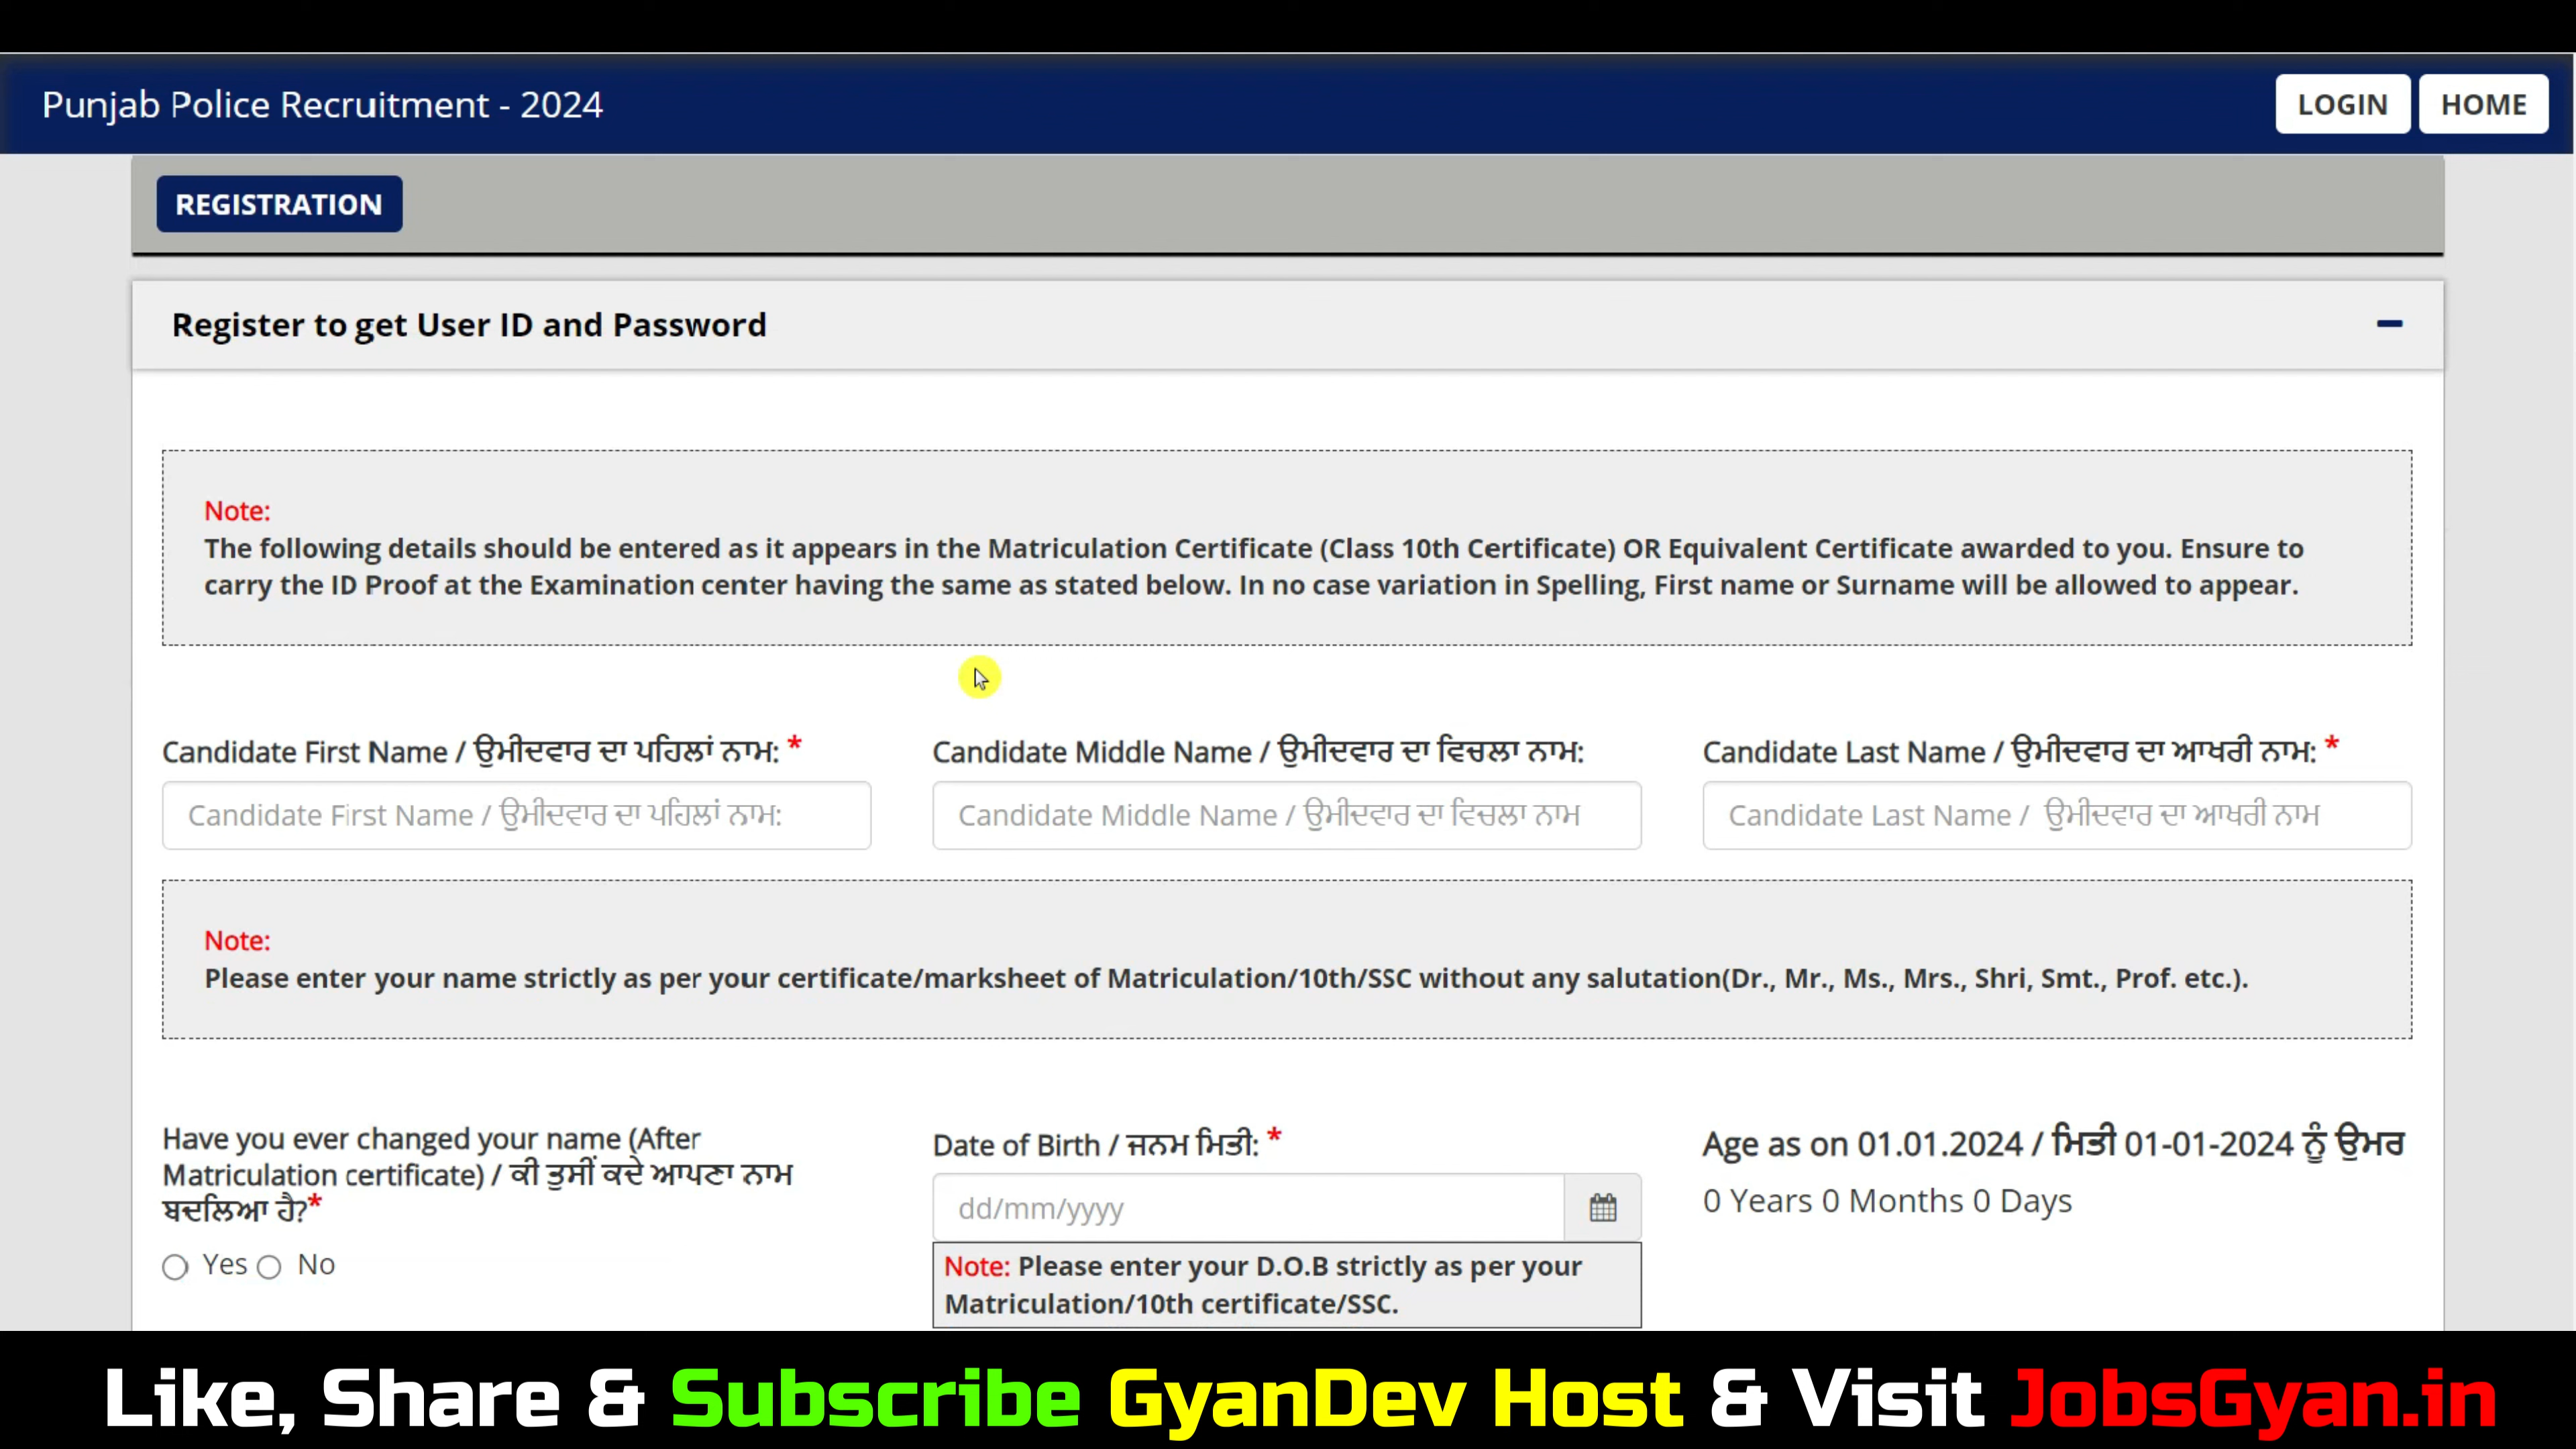 Punjab Police Recruitment - 2024
LOGIN
HOME
REGISTRATION
Register to get User ID and Password
Note:
The following details should be entered as it appears in the Matriculation Certificate (Class 10th Certificate) OR Equivalent Certificate awarded to you. Ensure to
carry the ID Proof at the Examination center having the same as stated below. In no case variation in Spelling, First name or Surname will be allowed to appear.
Candidate First Name / ਉਮੀਦਵਾਰ ਦਾ ਪਹਿਲਾਂ ਨਾਮ: *
Candidate First Name / ਉਮੀਦਵਾਰ ਦਾ ਪਹਿਲਾਂ ਨਾਮ:
Candidate Middle Name / ਉਮੀਦਵਾਰ ਦਾ ਵਿਚਲਾ ਨਾਮ:
Candidate Middle Name / ਉਮੀਦਵਾਰ ਦਾ ਵਿਚਲਾ ਨਾਮ
Candidate Last Name / ਉਮੀਦਵਾਰ ਦਾ ਆਖਰੀ ਨਾਮ: *
Candidate Last Name / ਉਮੀਦਵਾਰ ਦਾ ਆਖਰੀ ਨਾਮ
Note:
Please enter your name strictly as per your certificate/marksheet of Matriculation/10th/SSC without any salutation(Dr., Mr., Ms., Mrs., Shri, Smt., Prof. etc.).
Have you ever changed your name (After
Matriculation certificate) / ਕੀ ਤੁਸੀਂ ਕਦੇ ਆਪਣਾ ਨਾਮ
ਬਦਲਿਆ ਹੈ?*
Yes No
Date of Birth / ਜਨਮ ਮਿਤੀ: *
dd/mm/yyyy
Note: Please enter your D.O.B strictly as per your
Matriculation/10th certificate/SSC.
Age as on 01.01.2024 / ਮਿਤੀ 01-01-2024 ਨੂੰ ਉਮਰ
0 Years 0 Months 0 Days
Like, Share & Subscribe GyanDev Host & Visit JobsGyan.in